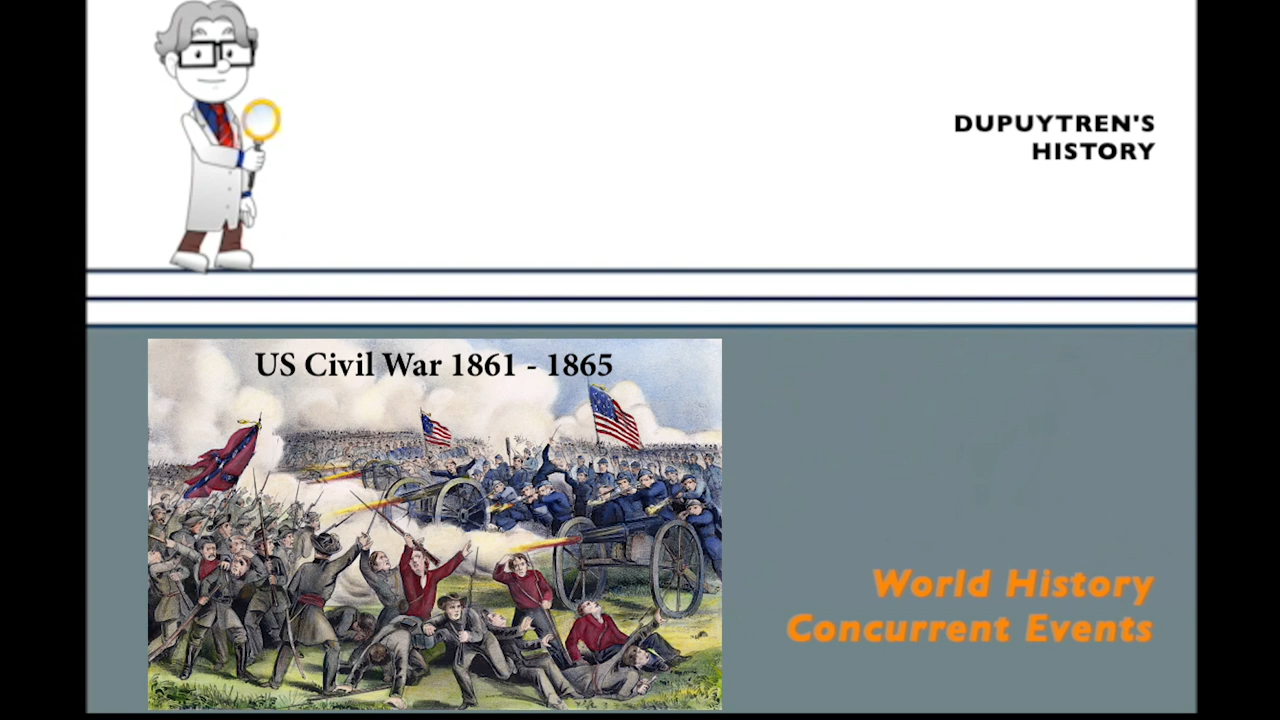 DUPUYTREN'S
HISTORY
US Civil War 1861 - 1865
World History
Concurrent Events